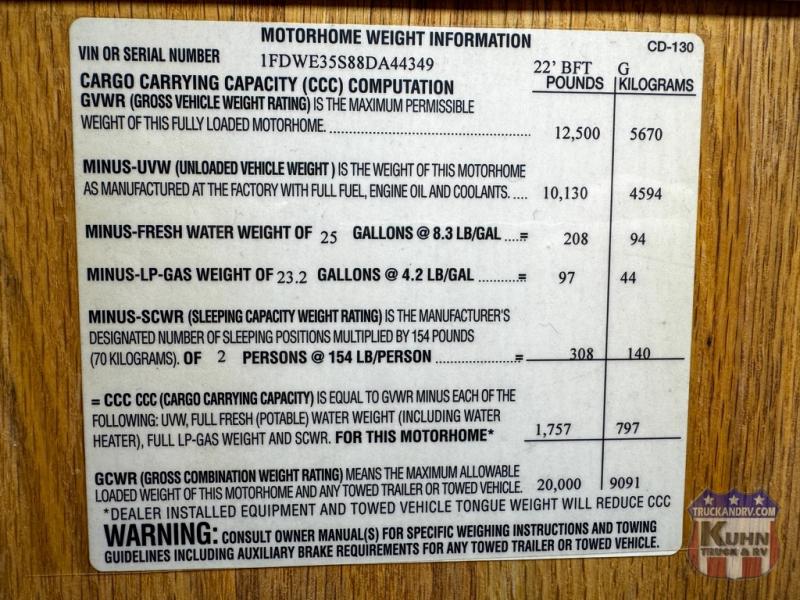 MOTORHOME WEIGHT INFORMATION
CD-130
VIN OR SERIAL NUMBER 1FDWE35S88DA44349
22' BFT G
CARGO CARRYING CAPACITY (CCC) COMPUTATION POUNDS KILOGRAMS
GVWR (GROSS VEHICLE WEIGHT RATING) IS THE MAXIMUM PERMISSIBLE
WEIGHT OF THIS FULLY LOADED MOTORHOME. .......................................... 12,500 5670
MINUS-UVW (UNLOADED VEHICLE WEIGHT ) IS THE WEIGHT OF THIS MOTORHOME
AS MANUFACTURED AT THE FACTORY WITH FULL FUEL, ENGINE OIL AND COOLANTS. .... 10,130 4594
MINUS-FRESH WATER WEIGHT OF 25 GALLONS @ 8.3 LB/GAL .....= 208 94
MINUS-LP-GAS WEIGHT OF 23.2 GALLONS @ 4.2 LB/GAL ...........= 97 44
MINUS-SCWR (SLEEPING CAPACITY WEIGHT RATING) IS THE MANUFACTURER'S
DESIGNATED NUMBER OF SLEEPING POSITIONS MULTIPLIED BY 154 POUNDS
(70 KILOGRAMS). OF 2 PERSONS @ 154 LB/PERSON ..................= 308 140
= CCC CCC (CARGO CARRYING CAPACITY) IS EQUAL TO GVWR MINUS EACH OF THE
FOLLOWING: UVW, FULL FRESH (POTABLE) WATER WEIGHT (INCLUDING WATER
HEATER), FULL LP-GAS WEIGHT AND SCWR. FOR THIS MOTORHOME* 1,757 797
GCWR (GROSS COMBINATION WEIGHT RATING) MEANS THE MAXIMUM ALLOWABLE
LOADED WEIGHT OF THIS MOTORHOME AND ANY TOWED TRAILER OR TOWED VEHICLE. 20,000 9091
*DEALER INSTALLED EQUIPMENT AND TOWED VEHICLE TONGUE WEIGHT WILL REDUCE CCC
WARNING: CONSULT OWNER MANUAL(S) FOR SPECIFIC WEIGHING INSTRUCTIONS AND TOWING
GUIDELINES INCLUDING AUXILIARY BRAKE REQUIREMENTS FOR ANY TOWED TRAILER OR TOWED VEHICLE.
TRUCKANDRV.COM
KUHN
TRUCK & RV